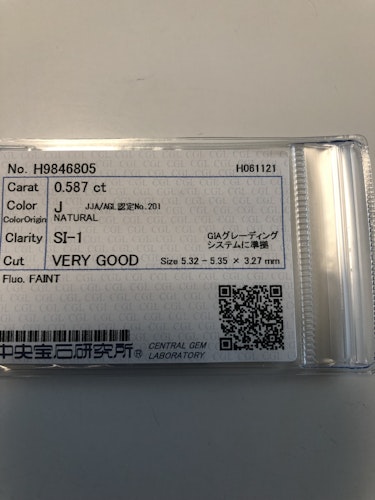 No. H9846805 H061121
Carat 0.587 ct
Color J JJA/AGL認定No.201
ColorOrigin NATURAL
Clarity SI-1 GIAグレーディング
システムに準拠
Cut VERY GOOD Size 5.32 - 5.35 × 3.27 mm
Fluo. FAINT
中央宝石研究所® CENTRAL GEM
LABORATORY